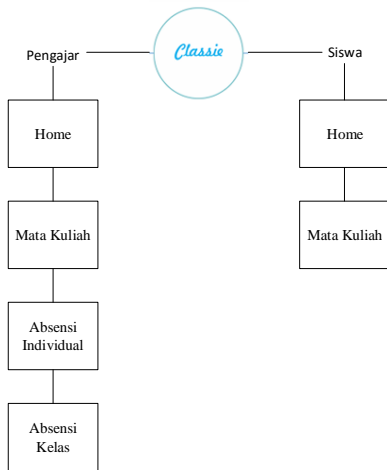 Pengajar
Classie
Siswa
Home
Home
Mata Kuliah
Mata Kuliah
Absensi
Individual
Absensi
Kelas